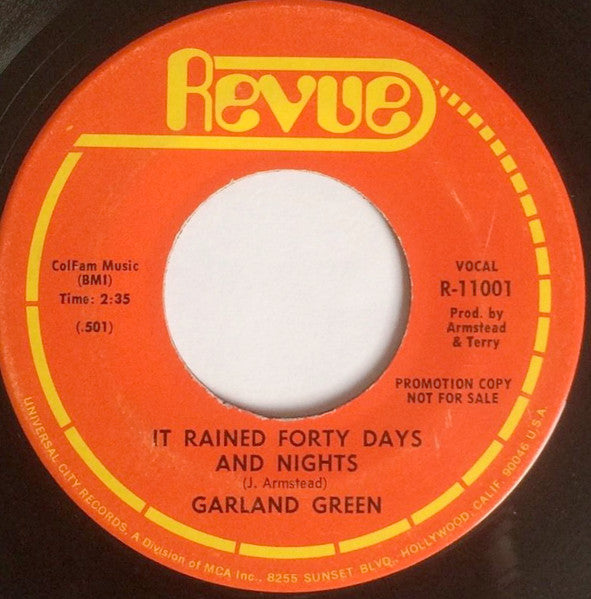 Revue
ColFam Music
(BMI)
Time: 2:35
(.501)
VOCAL
R-11001
Prod. by
Armstead
& Terry
PROMOTION COPY
NOT FOR SALE
IT RAINED FORTY DAYS
AND NIGHTS
(J. Armstead)
GARLAND GREEN
UNIVERSAL CITY RECORDS, A Division of MCA Inc., 8255 SUNSET BLVD., HOLLYWOOD, CALIF. 90046 U.S.A.